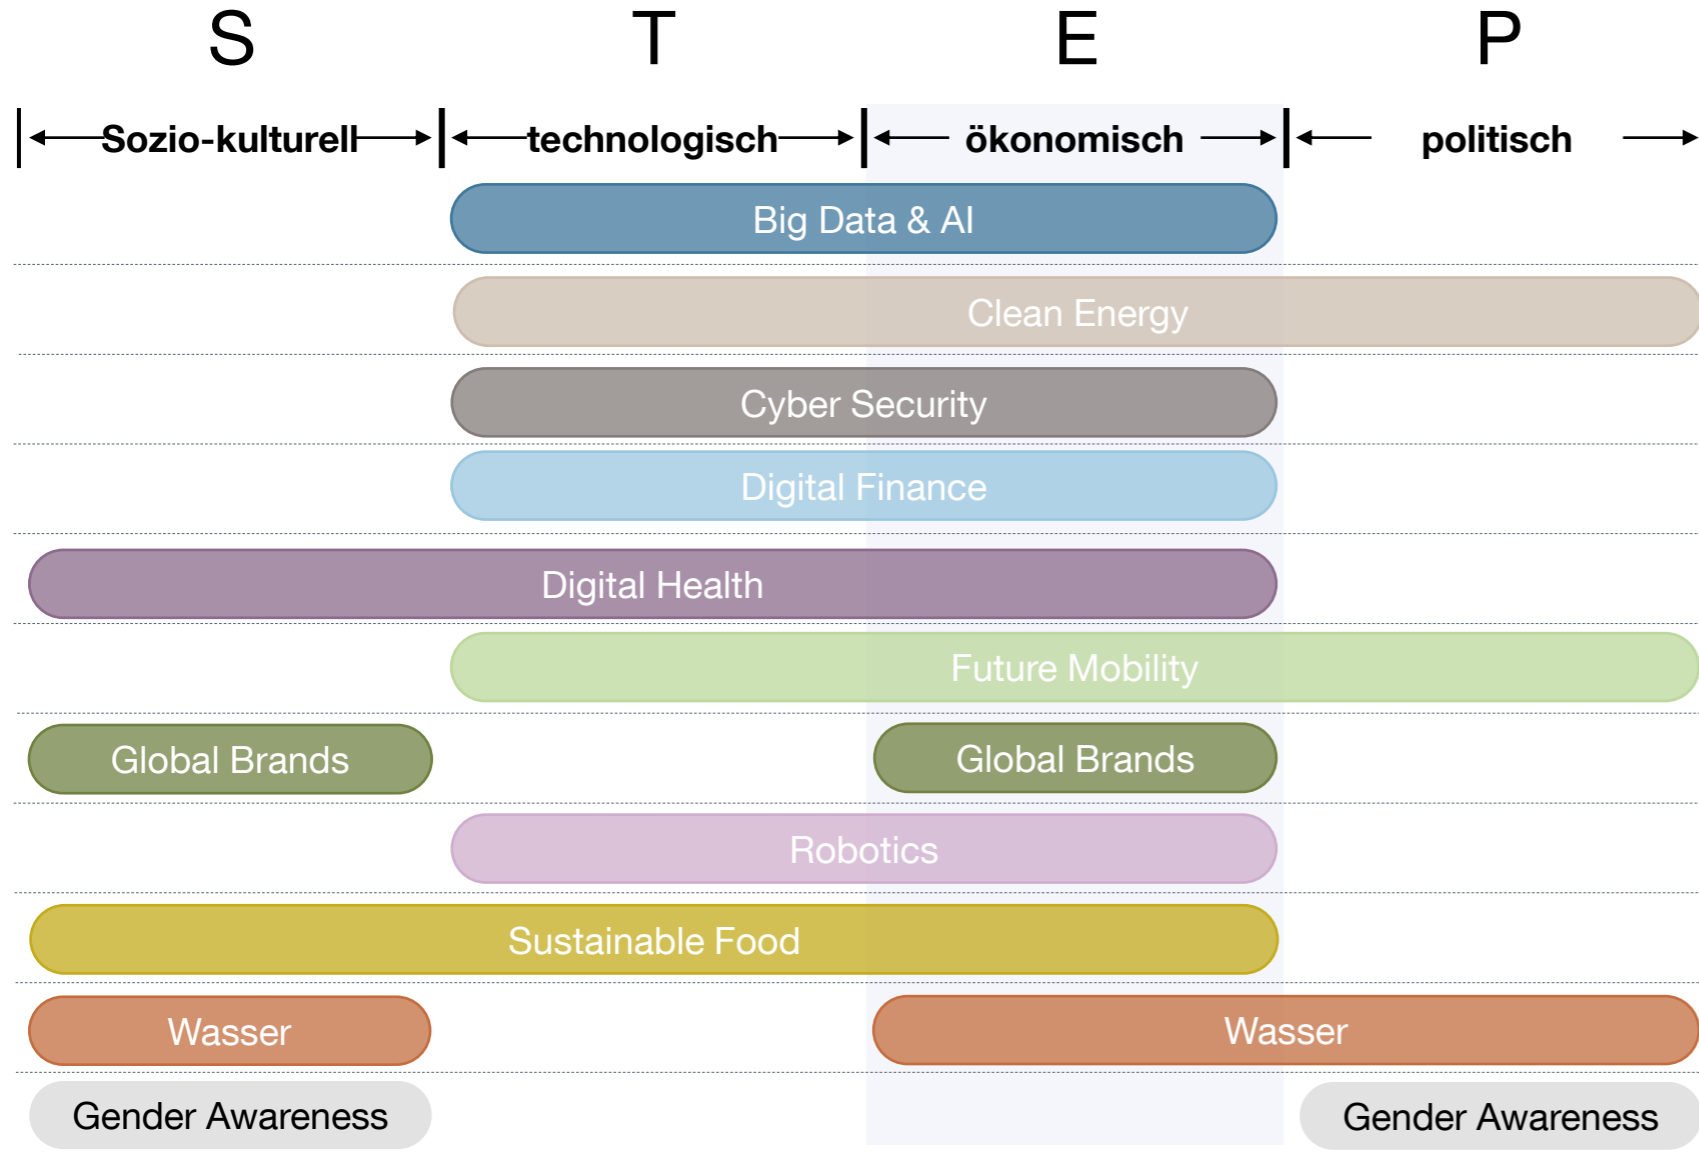 S T E P
Sozio-kulturell technologisch ökonomisch politisch
Big Data & AI
Clean Energy
Cyber Security
Digital Finance
Digital Health
Future Mobility
Global Brands Global Brands
Robotics
Sustainable Food
Wasser Wasser
Gender Awareness Gender Awareness